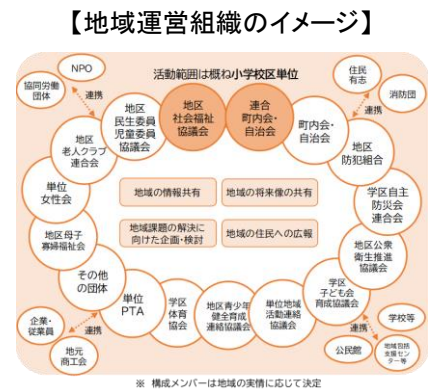 【地域運営組織のイメージ】
活動範囲は概ね小学校区単位
NPO
協同労働
団体
連携
地区
民生委員
児童委員
協議会
地区
社会福祉
協議会
連合
町内会・
自治会
町内会・
自治会
住民
有志
連携
消防団
地区
老人クラブ
連合会
地区
防犯組合
単位
女性会
学区自主
防災会
連合会
地域の情報共有
地域の将来像の共有
地域課題の解決に
向けた企画・検討
地域の住民への広報
地区母子
寡婦福祉会
地区公衆
衛生推進
協議会
その他
の団体
学区
子ども会
育成協議会
単位
PTA
学区
体育
協会
地区青少年
健全育成
連絡協議会
単位地域
活動連絡
協議会
企業・
従業員
連携
地元
商工会
連携
学校等
公民館
地域包括
支援セン
ター等
※ 構成メンバーは地域の実情に応じて決定